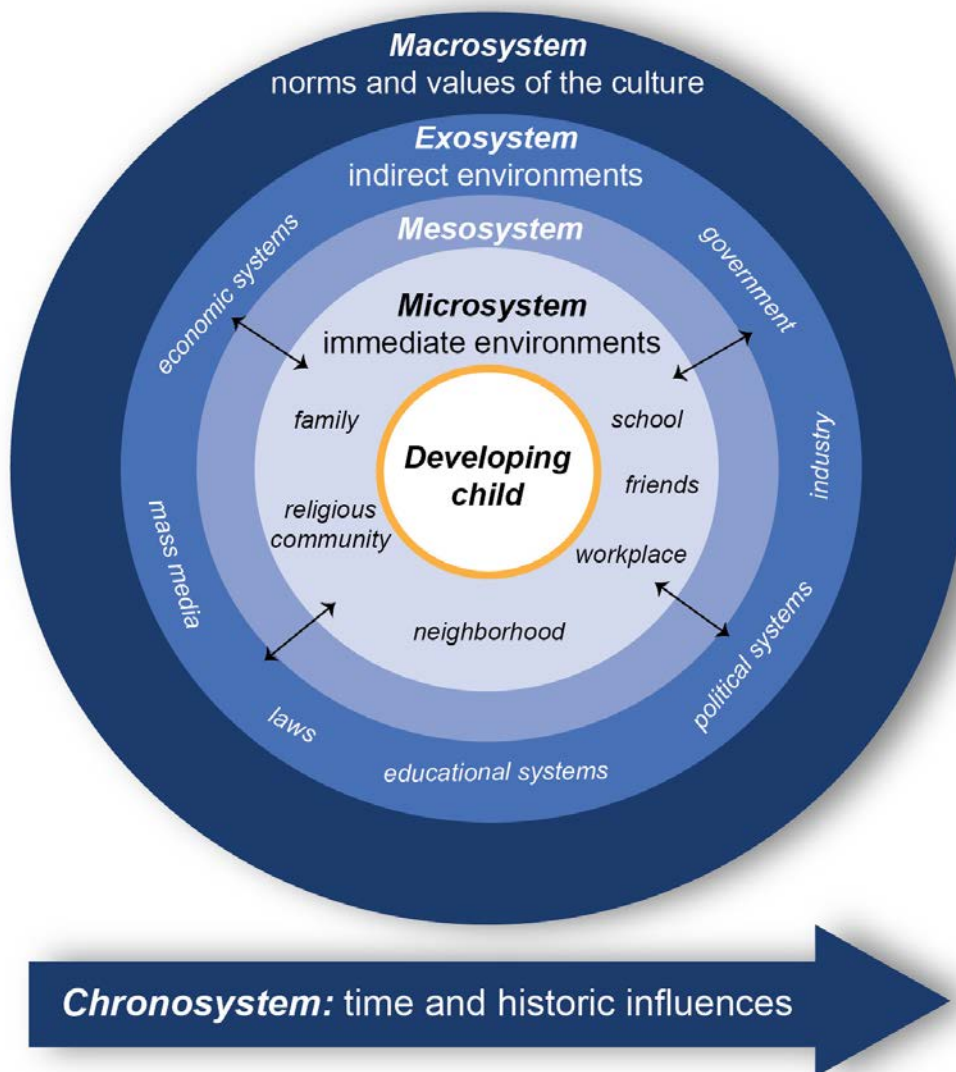 Macrosystem
norms and values of the culture
Exosystem
indirect environments
Mesosystem
economic systems
government
Microsystem
immediate environments
family
school
industry
Developing
child
friends
religious
community
mass media
workplace
neighborhood
political systems
laws
educational systems
Chronosystem: time and historic influences